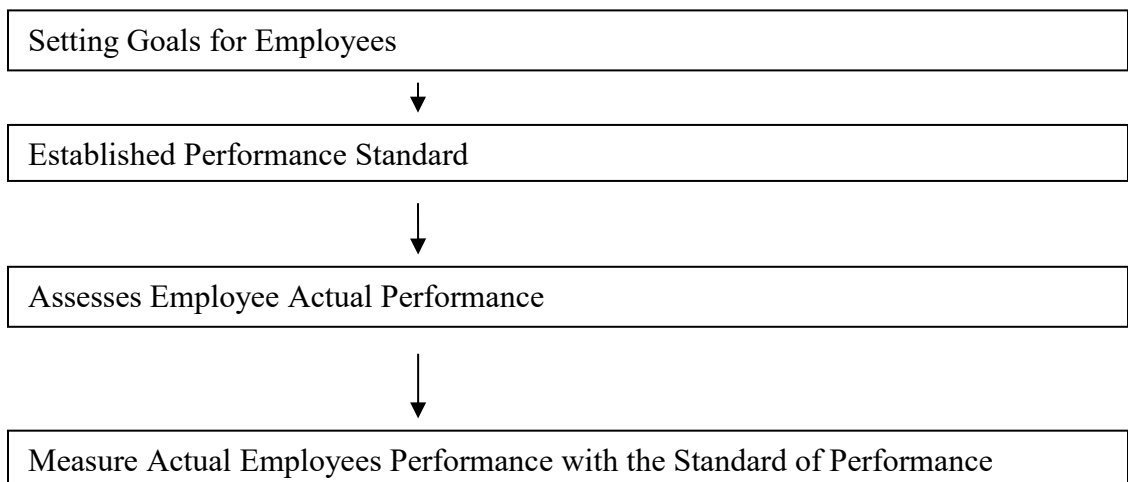 Setting Goals for Employees
Established Performance Standard
Assesses Employee Actual Performance
Measure Actual Employees Performance with the Standard of Performance